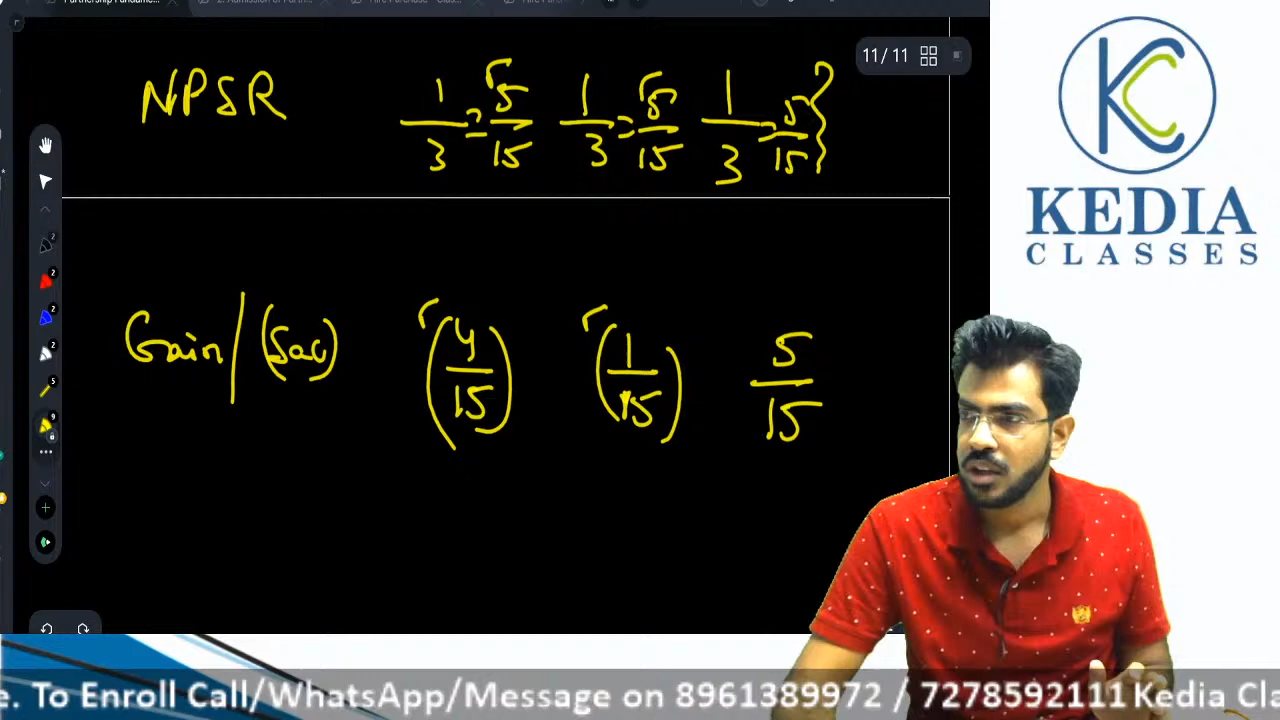 11/11
NPSR 1/3 = 5/15 1/3 = 5/15 1/3 = 5/15
Gain/(Sac) (4/15) (1/15) 5/15
KC
KEDIA
CLASSES
e. To Enroll Call/WhatsApp/Message on 8961389972 / 7278592111 Kedia Cla